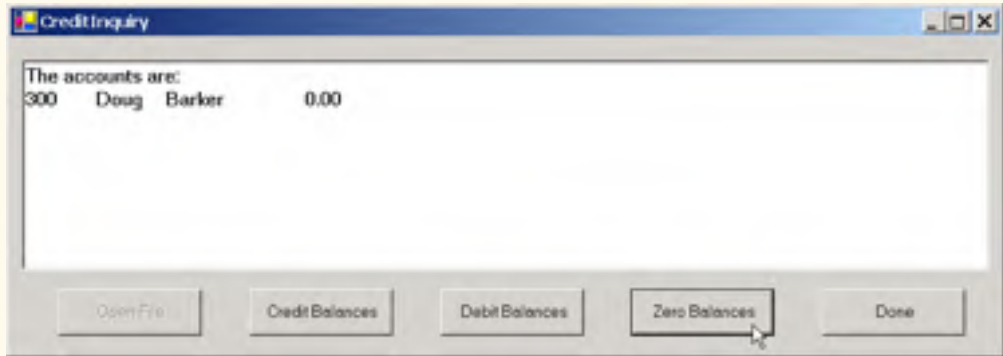 Credit Inquiry
The accounts are:
300 Doug Barker 0.00
Open File
Credit Balances
Debit Balances
Zero Balances
Done